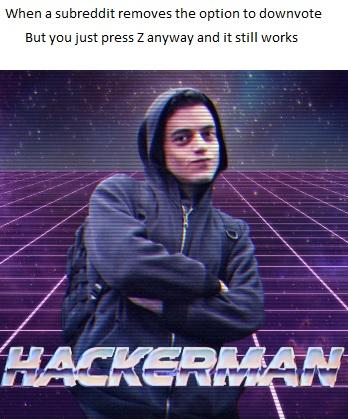 When a subreddit removes the option to downvote
But you just press Z anyway and it still works
HACKERMAN